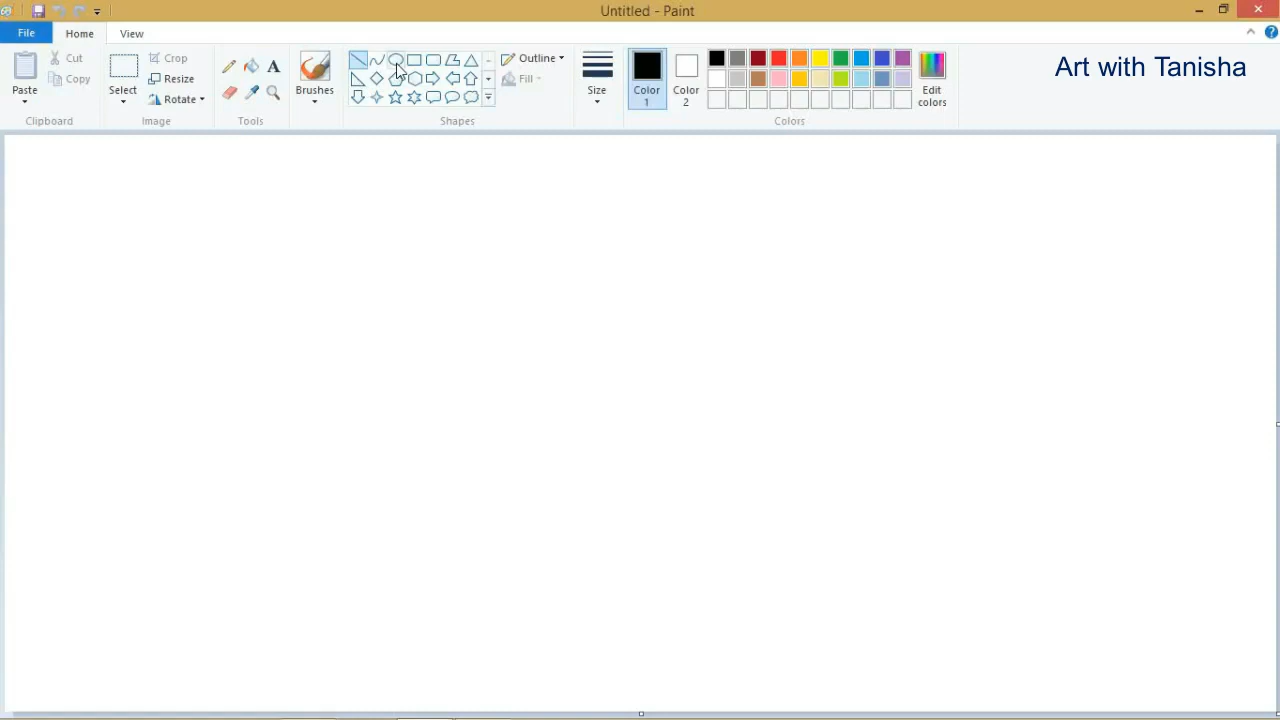 Untitled - Paint
File Home View
Paste
Cut
Copy
Clipboard
Select
Crop
Resize
Rotate
Image
A
Tools
Brushes
Shapes
Outline
Fill
Size
Color 1
Color 2
Edit colors
Colors
Art with Tanisha